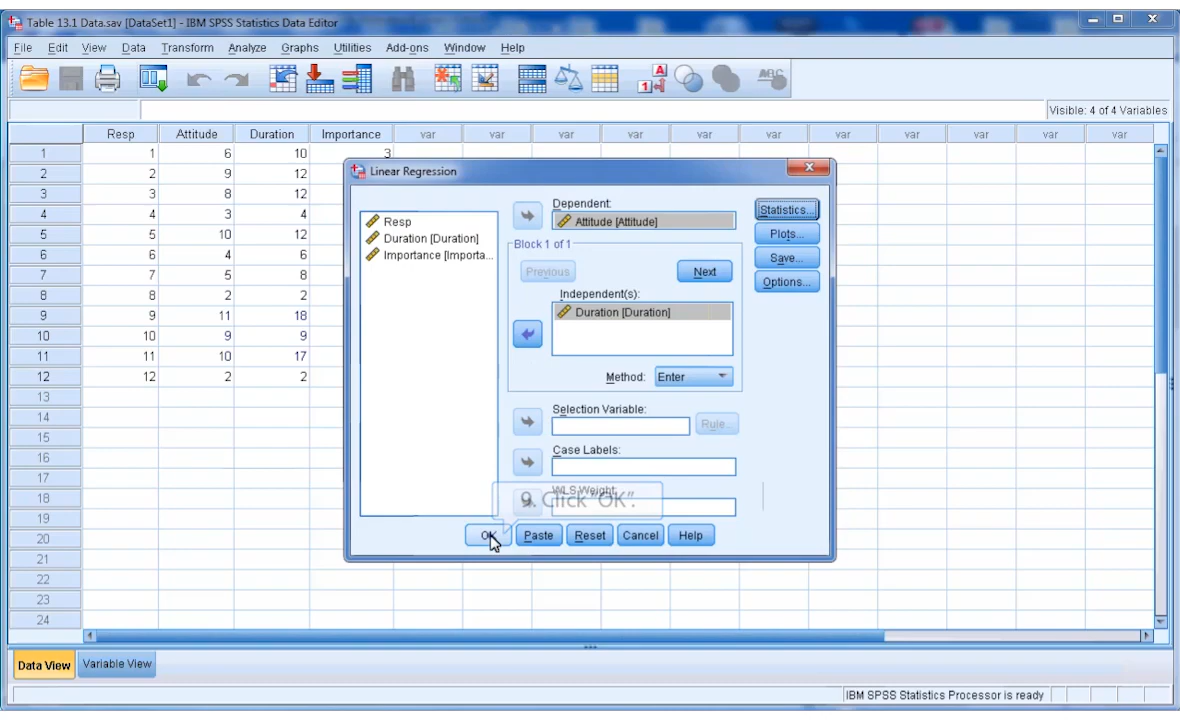 Table 13.1 Data.sav [DataSet1] - IBM SPSS Statistics Data Editor
File Edit View Data Transform Analyze Graphs Utilities Add-ons Window Help
Visible: 4 of 4 Variables
Resp Attitude Duration Importance var var var var var var var var var var var
1 1 6 10 3
2 2 9 12
3 3 8 12
4 4 3 4
5 5 10 12
6 6 4 6
7 7 5 8
8 8 2 2
9 9 11 18
10 10 9 9
11 11 10 17
12 12 2 2
13
14
15
16
17
18
19
20
21
22
23
24
Linear Regression
Resp
Duration [Duration]
Importance [Importa...
Dependent:
Attitude [Attitude]
Block 1 of 1
Previous Next
Independent(s):
Duration [Duration]
Method: Enter
Selection Variable:
Rule...
Case Labels:
WLS Weight:
9. Click "OK".
Statistics...
Plots...
Save...
Options...
OK Paste Reset Cancel Help
Data View Variable View
IBM SPSS Statistics Processor is ready